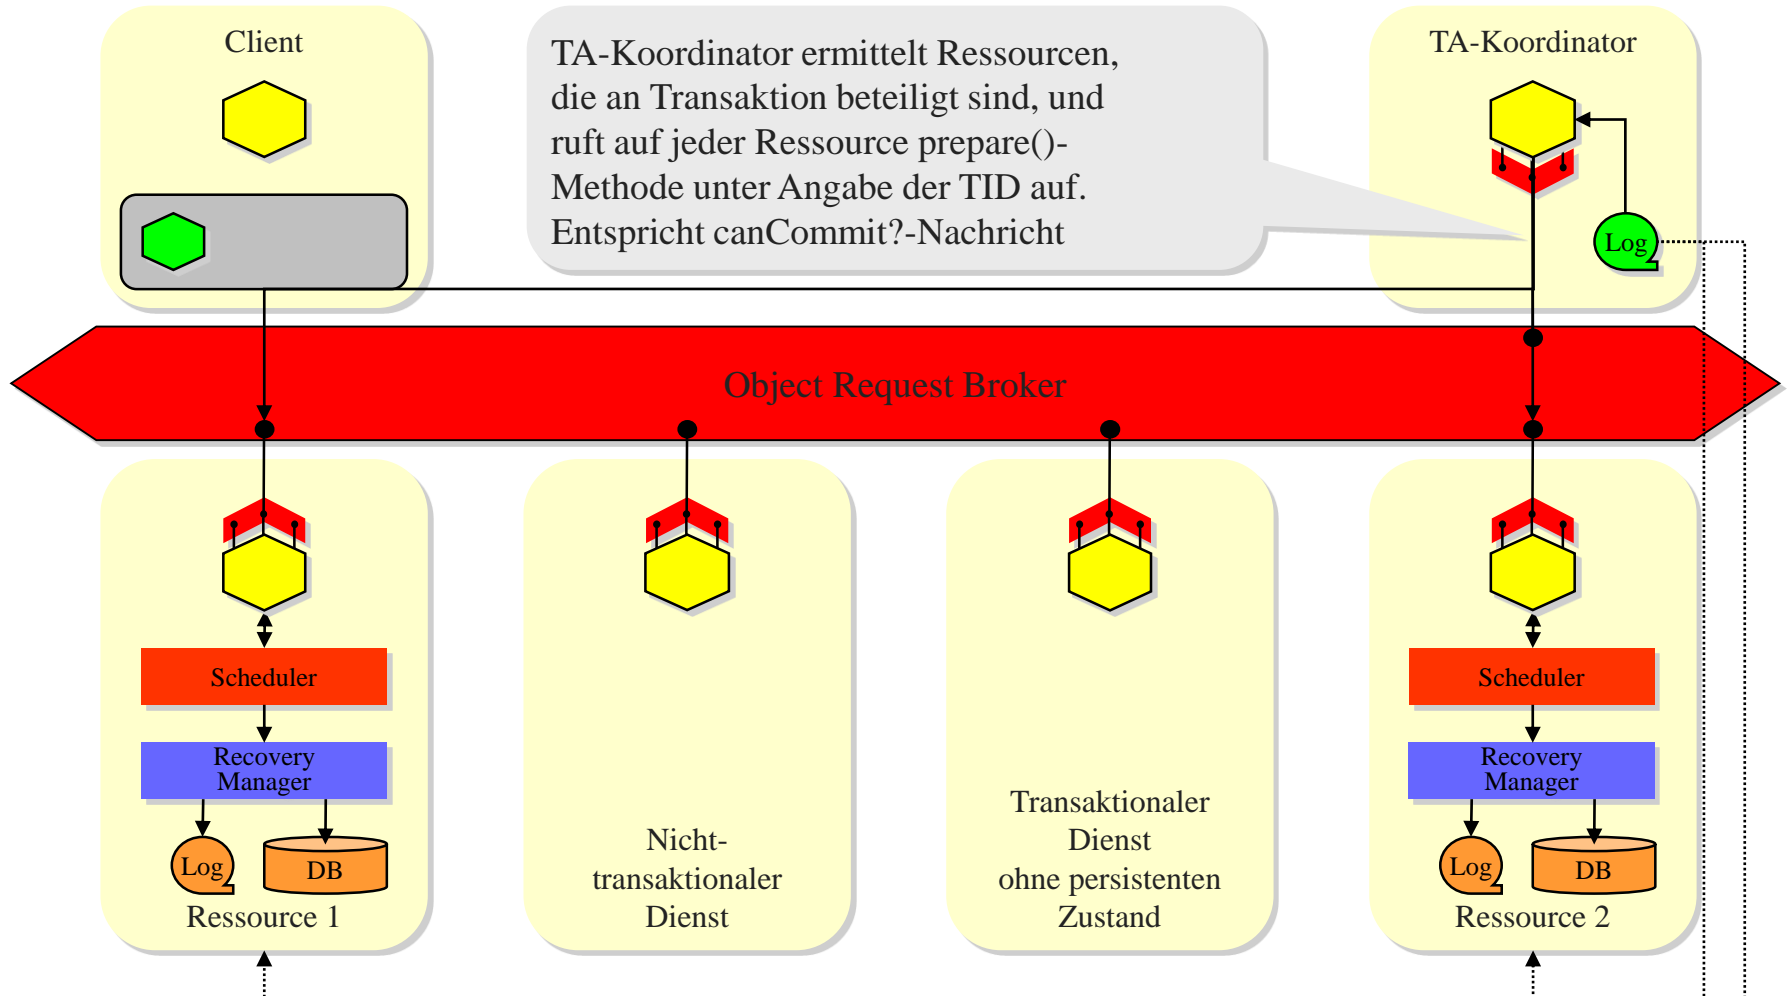 Client
TA-Koordinator ermittelt Ressourcen,
die an Transaktion beteiligt sind, und
ruft auf jeder Ressource prepare()-
Methode unter Angabe der TID auf.
Entspricht canCommit?-Nachricht
TA-Koordinator
Log
Object Request Broker
Scheduler
Recovery
Manager
Log
DB
Ressource 1
Nicht-
transaktionaler
Dienst
Transaktionaler
Dienst
ohne persistenten
Zustand
Scheduler
Recovery
Manager
Log
DB
Ressource 2